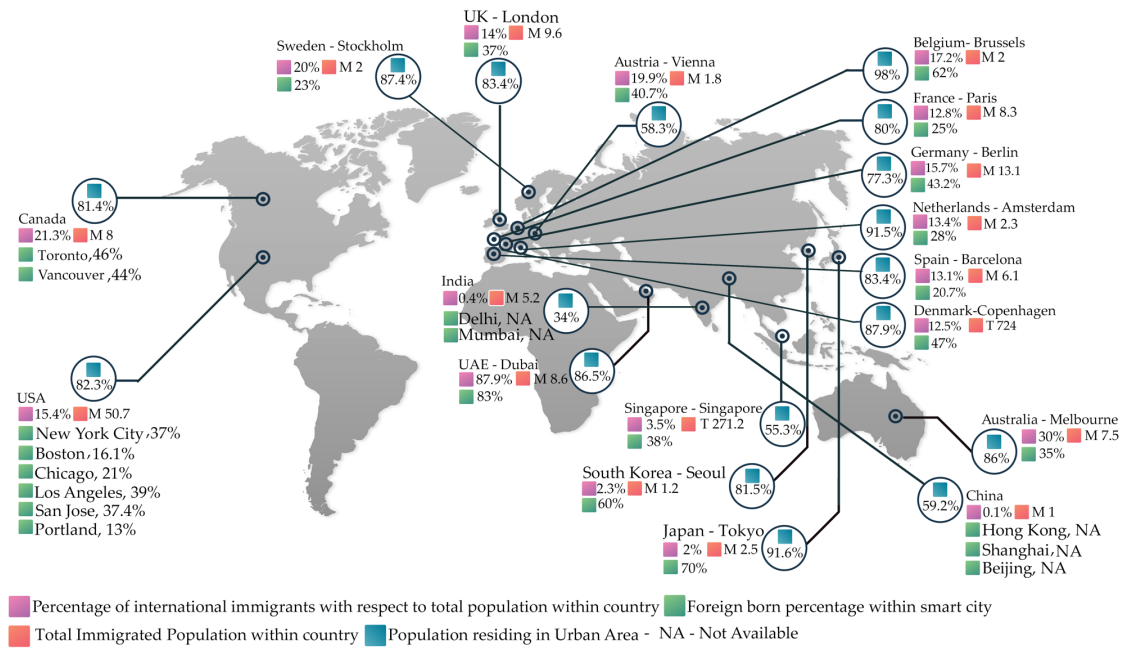 UK - London
14% M 9.6
37%
83.4%
Sweden - Stockholm
20% M 2
23%
87.4%
Austria - Vienna
19.9% M 1.8
40.7%
58.3%
Belgium- Brussels
17.2% M 2
62%
98%
France - Paris
12.8% M 8.3
25%
80%
Germany - Berlin
15.7% M 13.1
43.2%
77.3%
Netherlands - Amsterdam
13.4% M 2.3
28%
91.5%
Spain - Barcelona
13.1% M 6.1
20.7%
83.4%
Denmark-Copenhagen
12.5% T 724
47%
87.9%
81.4%
Canada
21.3% M 8
Toronto,46%
Vancouver ,44%
82.3%
USA
15.4% M 50.7
New York City ,37%
Boston , 16.1%
Chicago, 21%
Los Angeles, 39%
San Jose, 37.4%
Portland, 13%
India
0.4% M 5.2
Delhi, NA
Mumbai, NA
34%
UAE - Dubai
87.9% M 8.6
83%
86.5%
Singapore - Singapore
3.5% T 271.2
38%
55.3%
South Korea - Seoul
2.3% M 1.2
60%
81.5%
Japan - Tokyo
2% M 2.5
70%
91.6%
Australia - Melbourne
30% M 7.5
35%
86%
China
0.1% M 1
Hong Kong, NA
Shanghai, NA
Beijing, NA
59.2%
Percentage of international immigrants with respect to total population within country Foreign born percentage within smart city
Total Immigrated Population within country Population residing in Urban Area - NA - Not Available